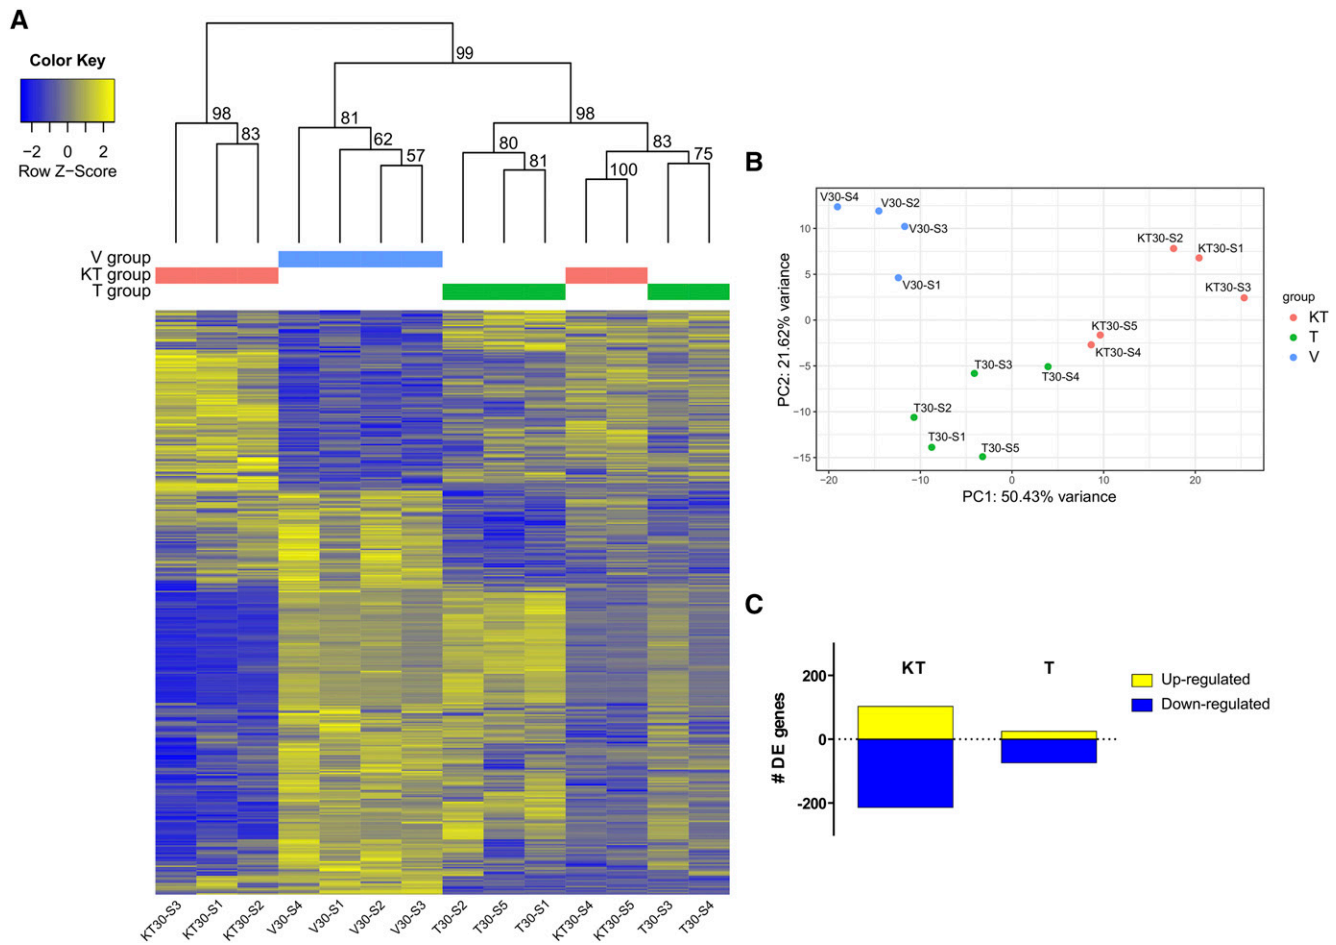 A
Color Key
−2 0 2
Row Z−Score
99
98
83
81
62
57
98
80
81
83
100
75
V group
KT group
T group
KT30-S3
KT30-S1
KT30-S2
V30-S4
V30-S1
V30-S2
V30-S3
T30-S2
T30-S5
T30-S1
KT30-S4
KT30-S5
T30-S3
T30-S4
B
PC2: 21.62% variance
10
5
0
−5
−10
−15
V30-S4
V30-S2
V30-S3
V30-S1
KT30-S2
KT30-S1
KT30-S3
KT30-S5
KT30-S4
T30-S3
T30-S4
T30-S2
T30-S1
T30-S5
−20 −10 0 10 20
PC1: 50.43% variance
group
KT
T
V
C
# DE genes
200
0
-200
KT T
Up-regulated
Down-regulated